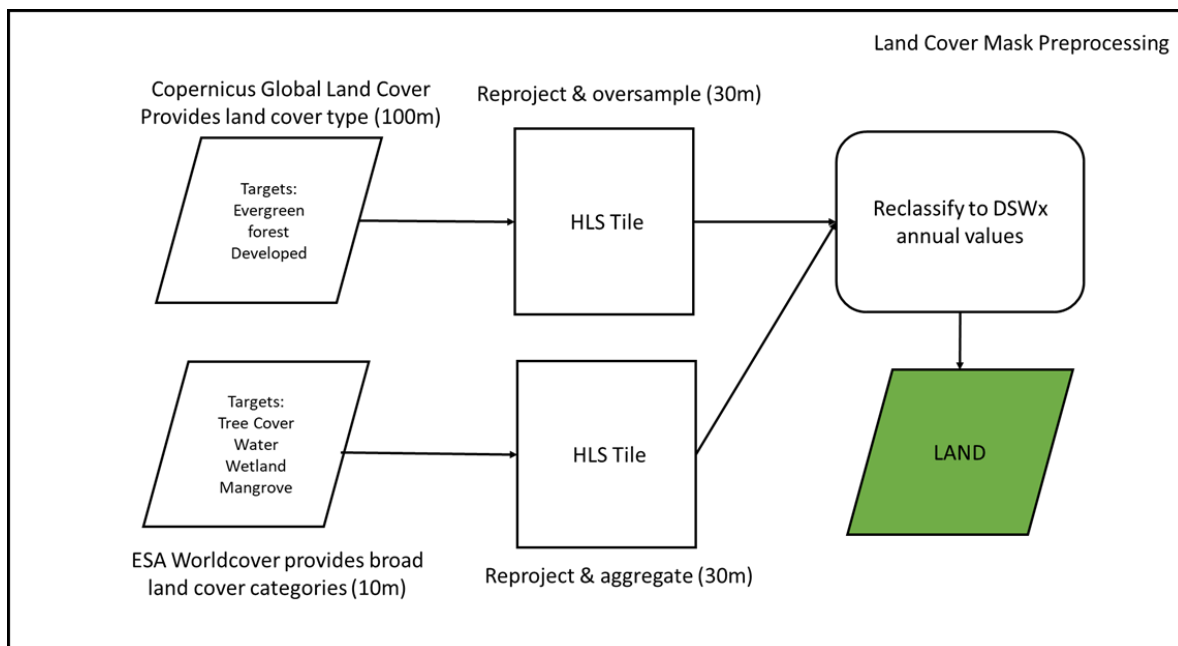 Land Cover Mask Preprocessing
Copernicus Global Land Cover
Provides land cover type (100m)
Reproject & oversample (30m)
Targets:
Evergreen
forest
Developed
HLS Tile
Reclassify to DSWx
annual values
Targets:
Tree Cover
Water
Wetland
Mangrove
HLS Tile
LAND
ESA Worldcover provides broad
land cover categories (10m)
Reproject & aggregate (30m)